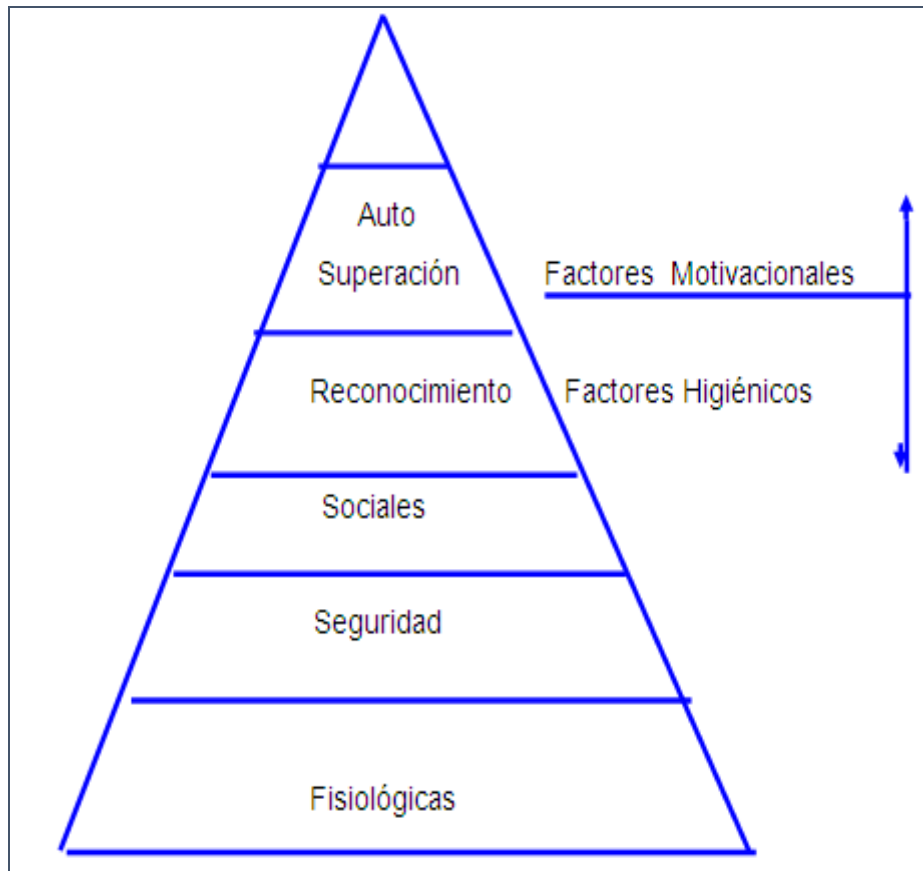 Auto
Superación
Factores Motivacionales
Reconocimiento
Factores Higiénicos
Sociales
Seguridad
Fisiológicas